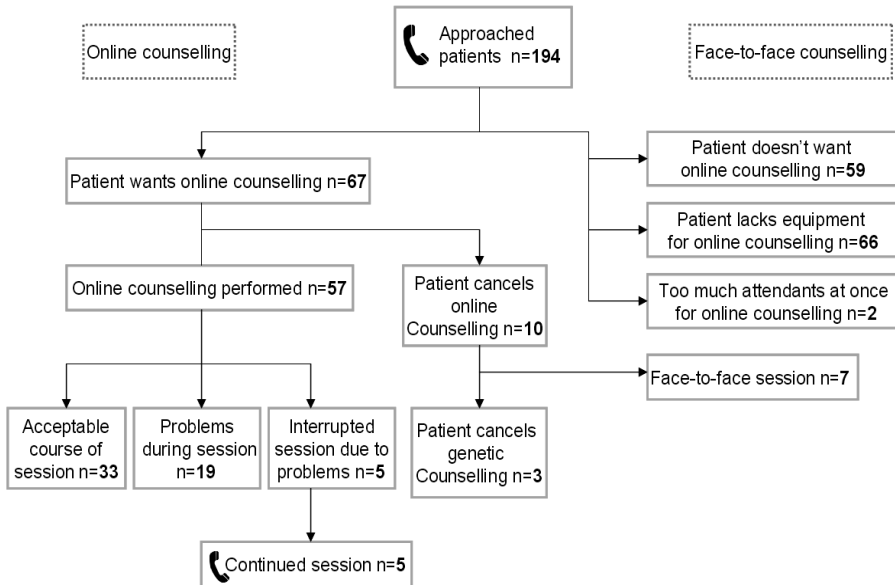 Online counselling
Approached
patients n=194
Face-to-face counselling
Patient wants online counselling n=67
Patient doesn't want
online counselling n=59
Patient lacks equipment
for online counselling n=66
Too much attendants at once
for online counselling n=2
Online counselling performed n=57
Patient cancels
online
Counselling n=10
Face-to-face session n=7
Acceptable
course of
session n=33
Problems
during session
n=19
Interrupted
session due to
problems n=5
Patient cancels
genetic
Counselling n=3
Continued session n=5